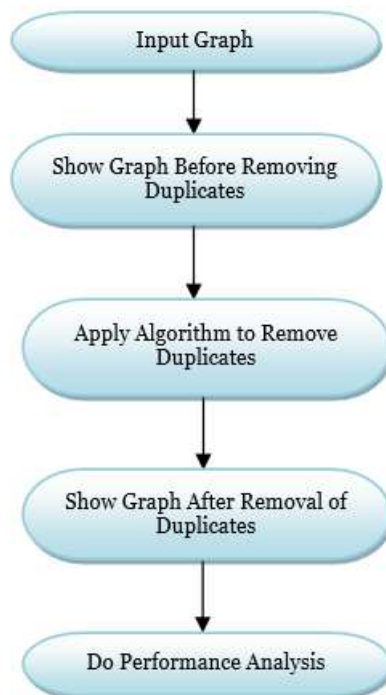 Input Graph
Show Graph Before Removing
Duplicates
Apply Algorithm to Remove
Duplicates
Show Graph After Removal of
Duplicates
Do Performance Analysis